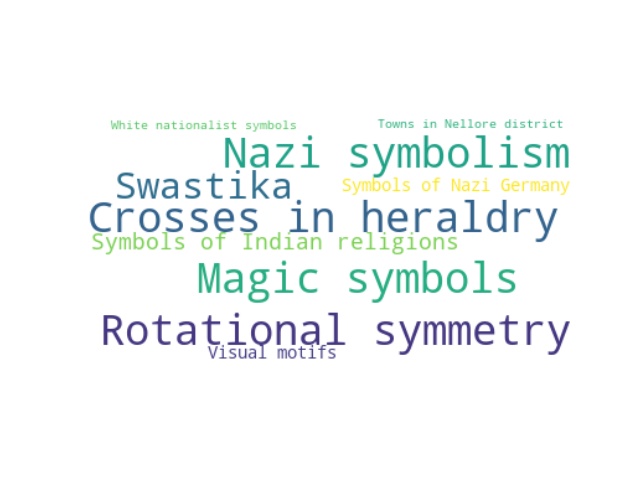 White nationalist symbols
Towns in Nellore district
Nazi symbolism
Swastika
Symbols of Nazi Germany
Crosses in heraldry
Symbols of Indian religions
Magic symbols
Rotational symmetry
Visual motifs